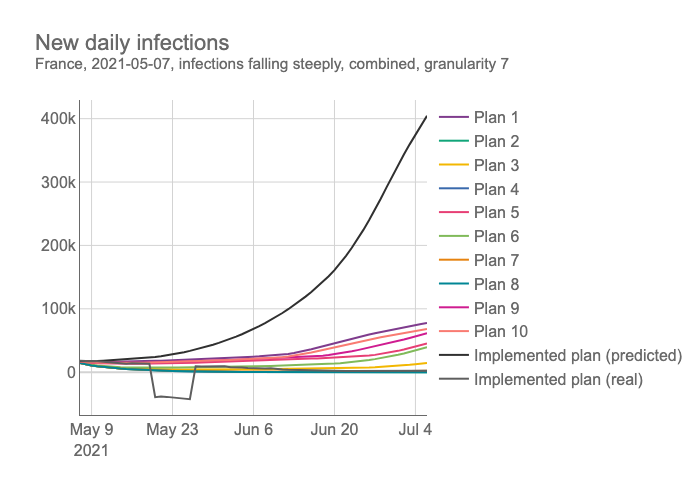 New daily infections
France, 2021-05-07, infections falling steeply, combined, granularity 7
400k
300k
200k
100k
0
May 9
2021
May 23
Jun 6
Jun 20
Jul 4
Plan 1
Plan 2
Plan 3
Plan 4
Plan 5
Plan 6
Plan 7
Plan 8
Plan 9
Plan 10
Implemented plan (predicted)
Implemented plan (real)